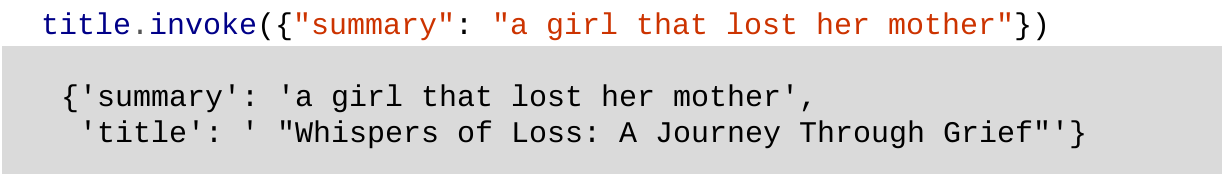 title.invoke({"summary": "a girl that lost her mother"})
{'summary': 'a girl that lost her mother',
 'title': ' "Whispers of Loss: A Journey Through Grief"'}